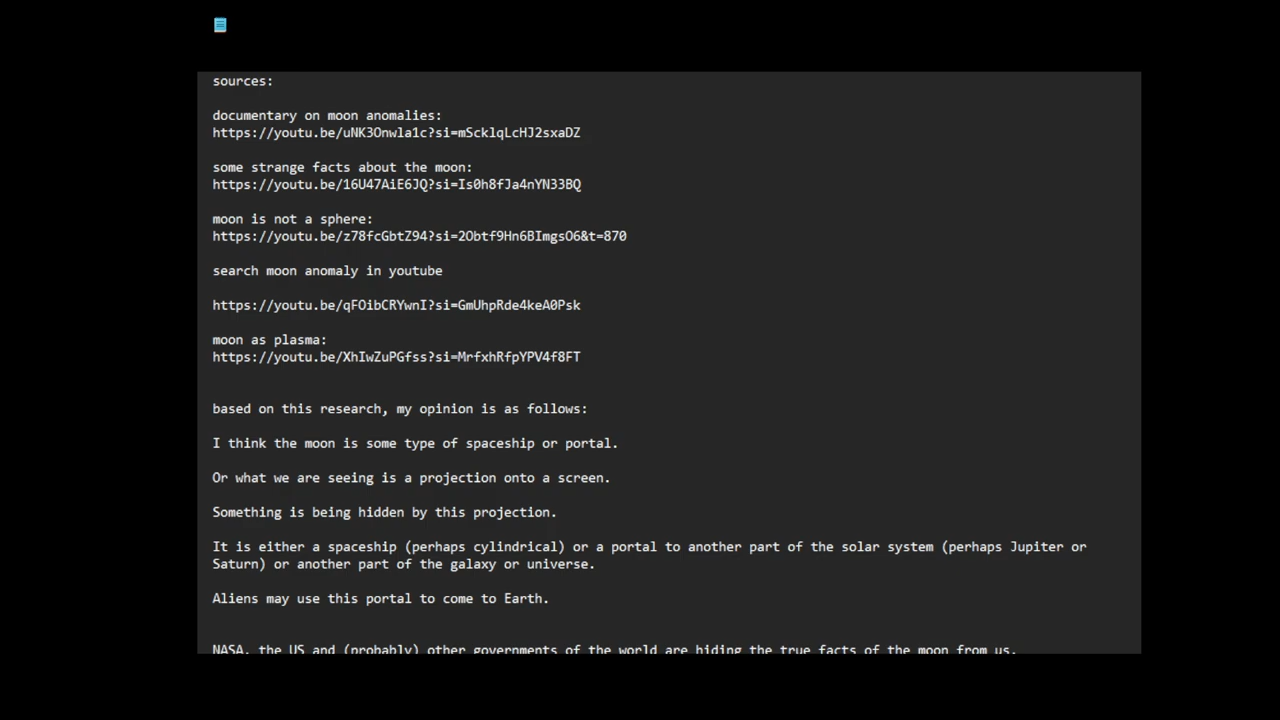 sources:
documentary on moon anomalies:
https://youtu.be/uNK3Onwla1c?si=mScklqLcHJ2sxaDZ
some strange facts about the moon:
https://youtu.be/16U47AiE6JQ?si=Is0h8fJa4nYN33BQ
moon is not a sphere:
https://youtu.be/z78fcGbtZ94?si=2Obtf9Hn6BImgsO6&t=870
search moon anomaly in youtube
https://youtu.be/qFOibCRYwnI?si=GmUhpRde4keA0Psk
moon as plasma:
https://youtu.be/XhIwZuPGfss?si=MrfxhRfpYPV4f8FT
based on this research, my opinion is as follows:
I think the moon is some type of spaceship or portal.
Or what we are seeing is a projection onto a screen.
Something is being hidden by this projection.
It is either a spaceship (perhaps cylindrical) or a portal to another part of the solar system (perhaps Jupiter or
Saturn) or another part of the galaxy or universe.
Aliens may use this portal to come to Earth.
NASA, the US and (probably) other governments of the world are hiding the true facts of the moon from us.